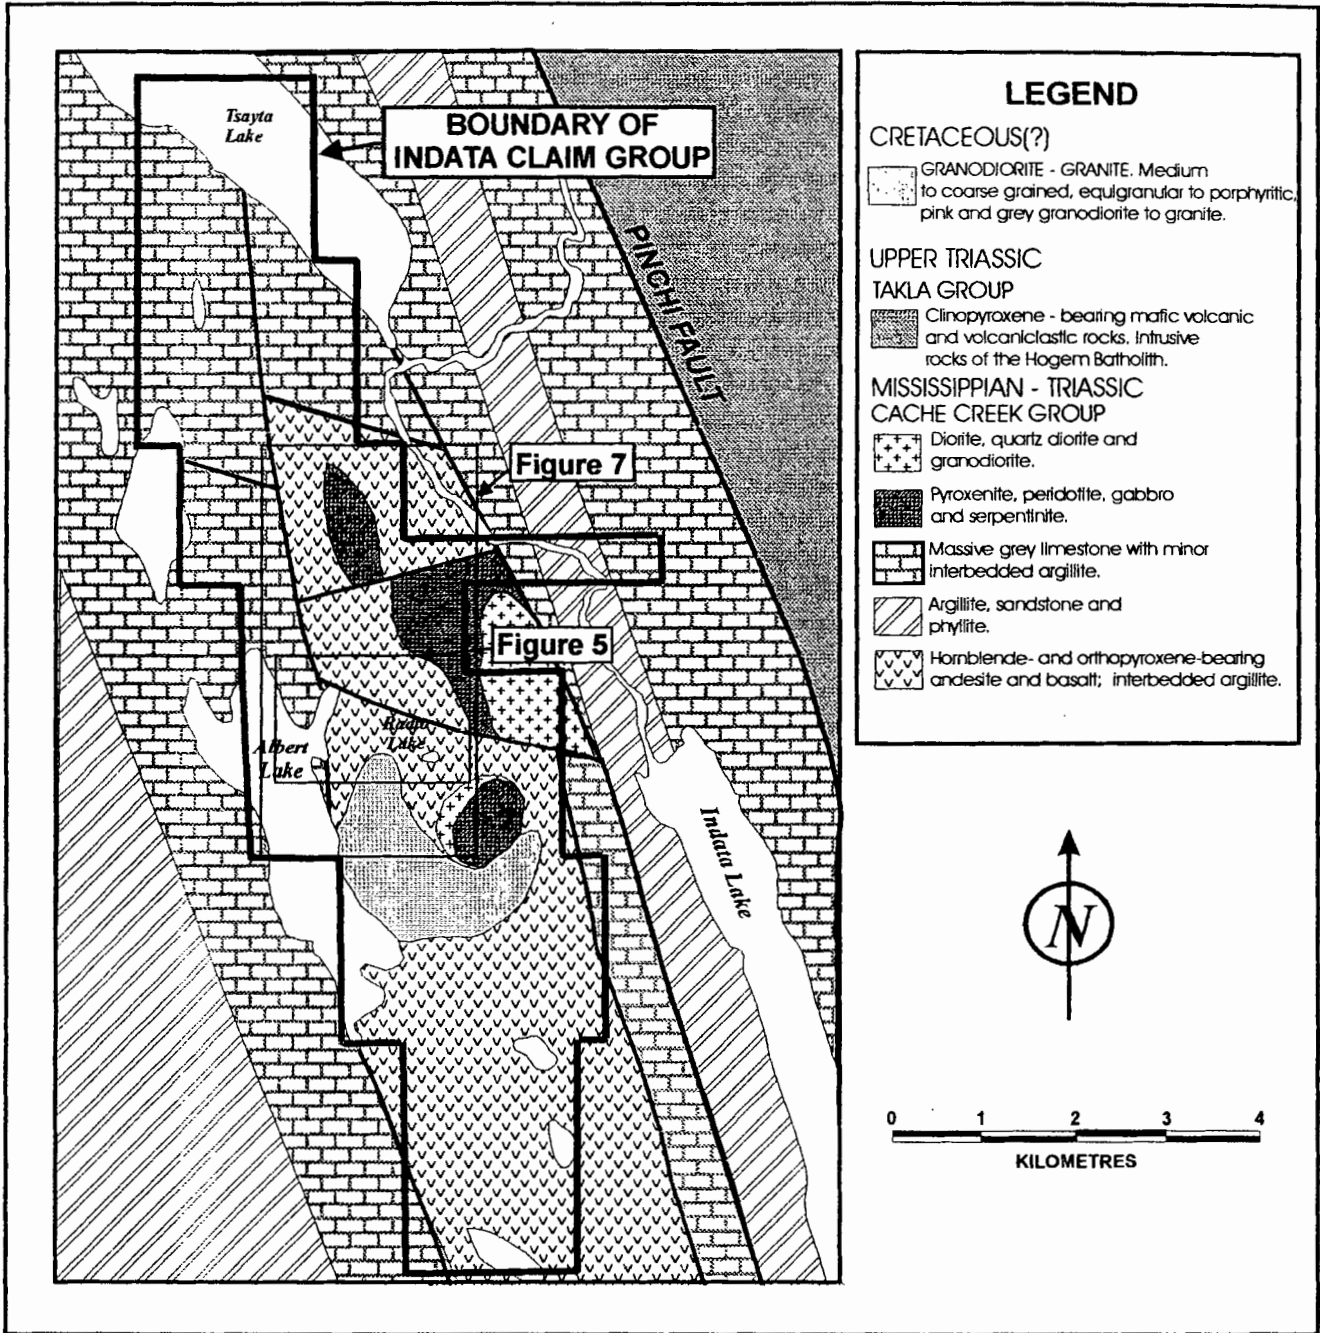 Tsayta
Lake
BOUNDARY OF
INDATA CLAIM GROUP
PINCHI FAULT
Figure 7
Figure 5
Radio
Lake
Albert
Lake
Indata Lake
LEGEND
CRETACEOUS(?)
GRANODIORITE - GRANITE. Medium
to coarse grained, equigranular to porphyritic,
pink and grey granodiorite to granite.
UPPER TRIASSIC
TAKLA GROUP
Clinopyroxene - bearing mafic volcanic
and volcaniclastic rocks. Intrusive
rocks of the Hogem Batholith.
MISSISSIPPIAN - TRIASSIC
CACHE CREEK GROUP
Diorite, quartz diorite and
granodiorite.
Pyroxenite, peridotite, gabbro
and serpentinite.
Massive grey limestone with minor
interbedded argillite.
Argillite, sandstone and
phyllite.
Hornblende- and orthopyroxene-bearing
andesite and basalt; interbedded argillite.
N
0 1 2 3 4
KILOMETRES